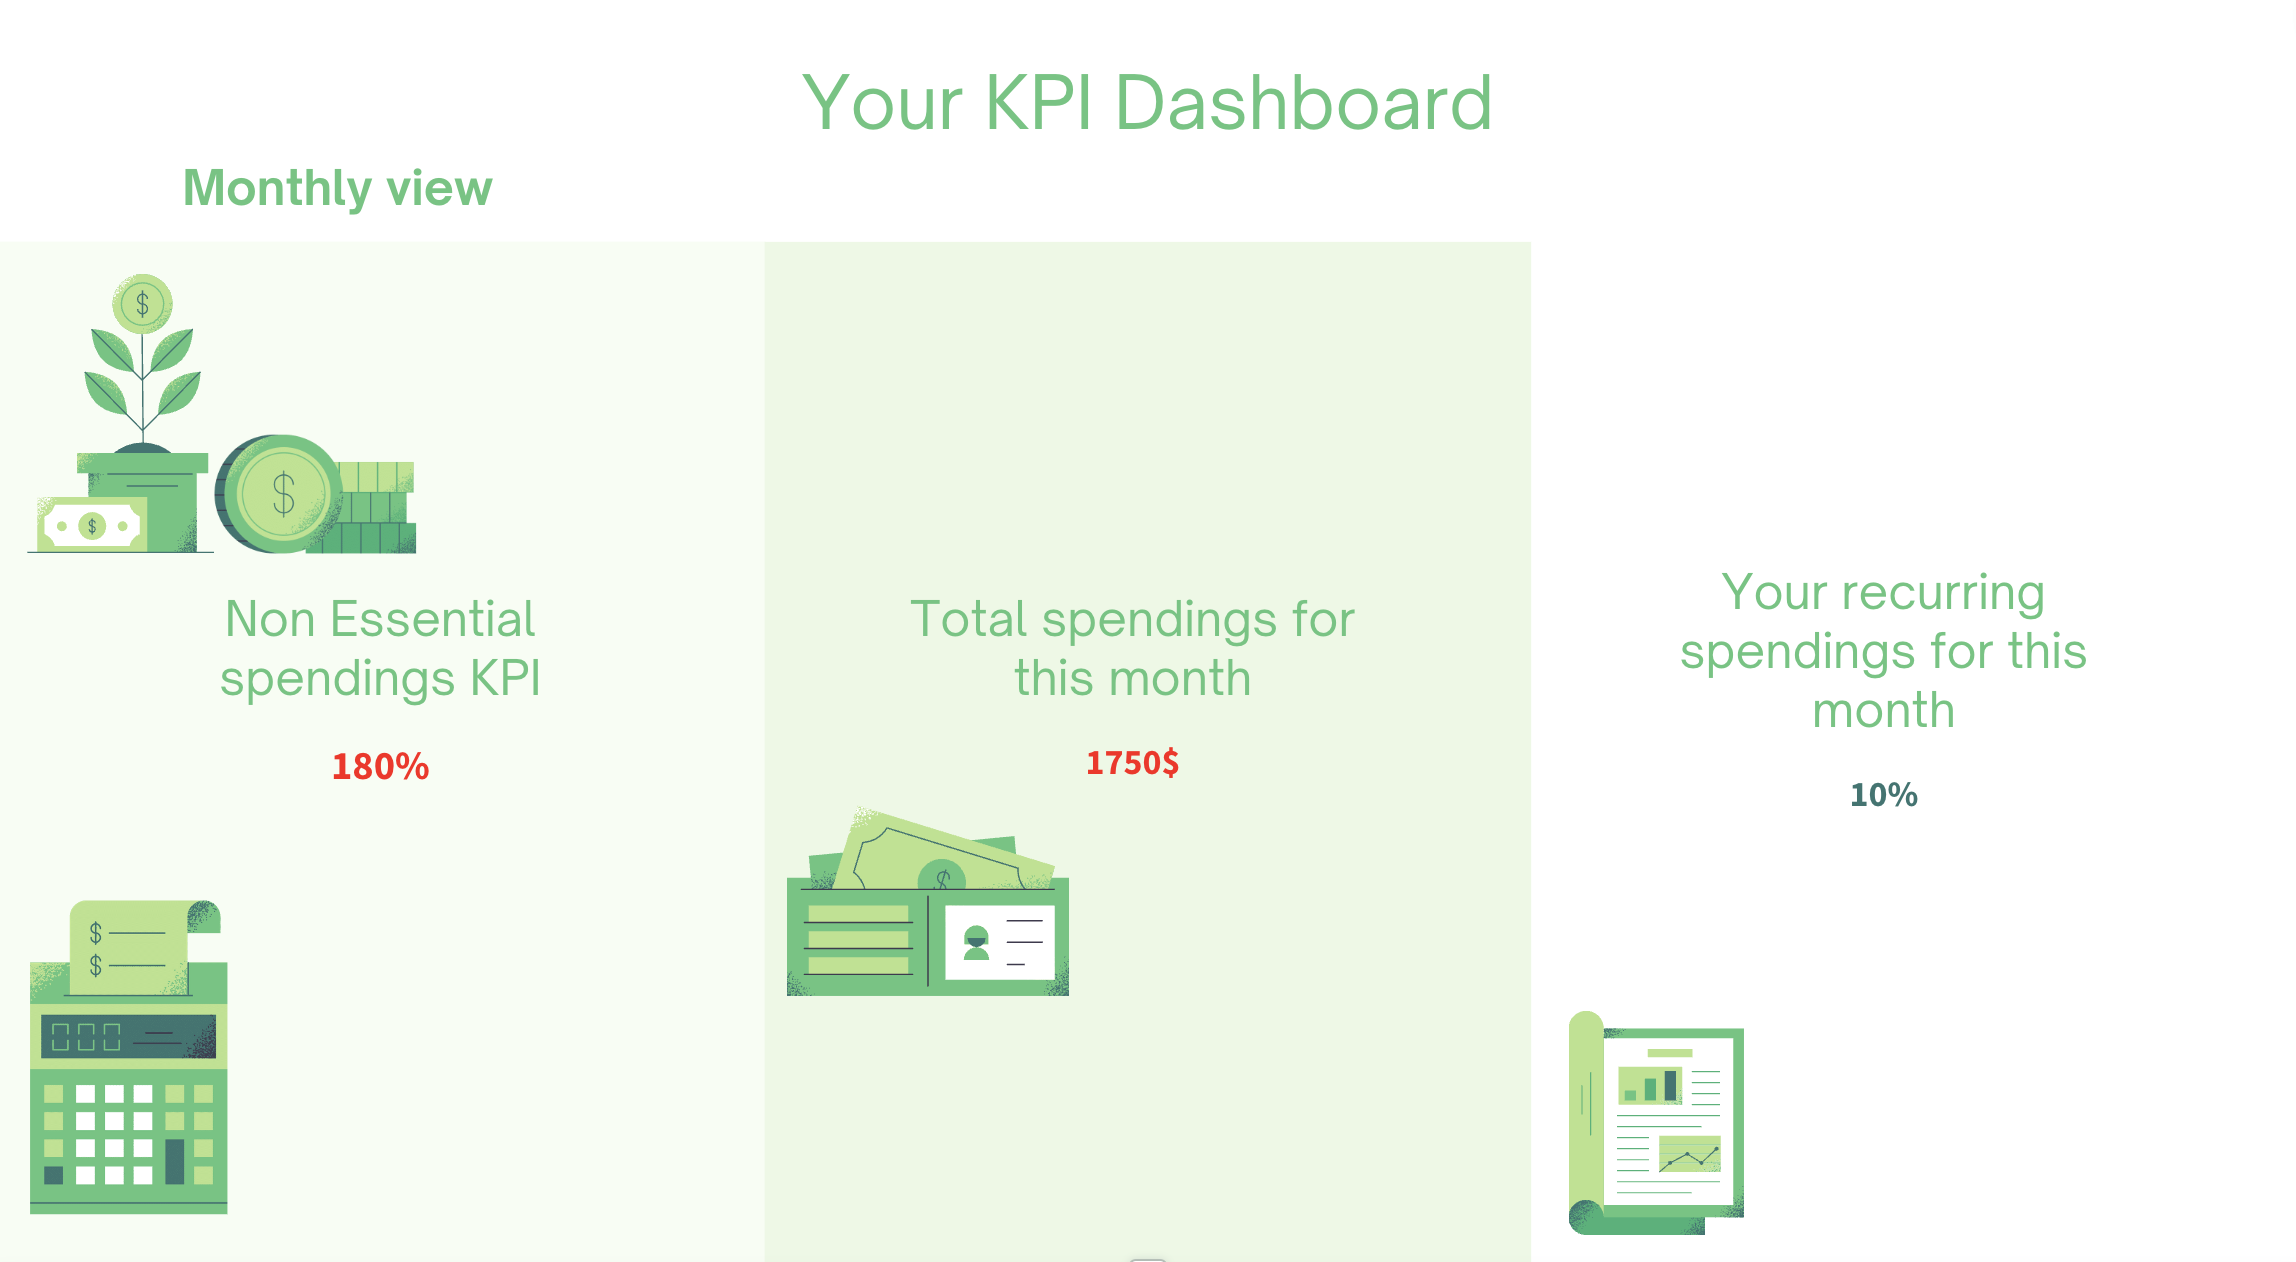 Your KPI Dashboard
Monthly view
$
$
$
Non Essential
spendings KPI
180%
$
$
Total spendings for
this month
1750$
$
Your recurring
spendings for this
month
10%